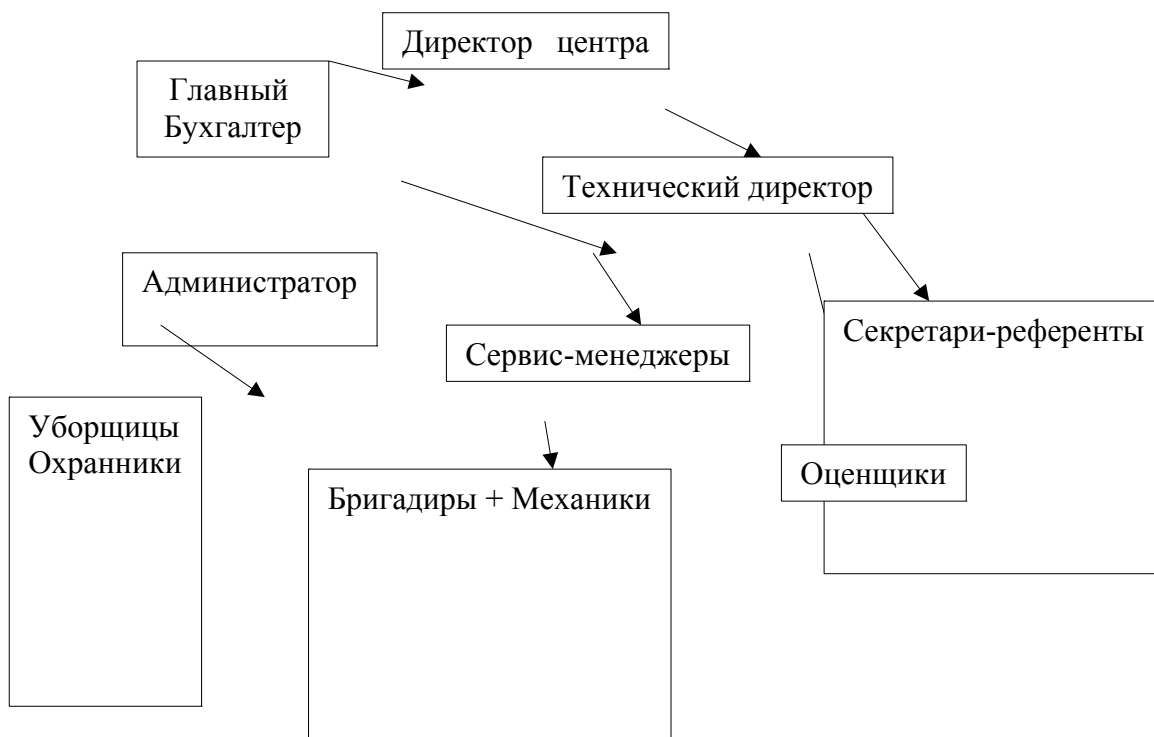 Директор центра
Главный
Бухгалтер
Технический директор
Администратор
Сервис-менеджеры
Секретари-референты
Уборщицы
Охранники
Бригадиры + Механики
Оценщики